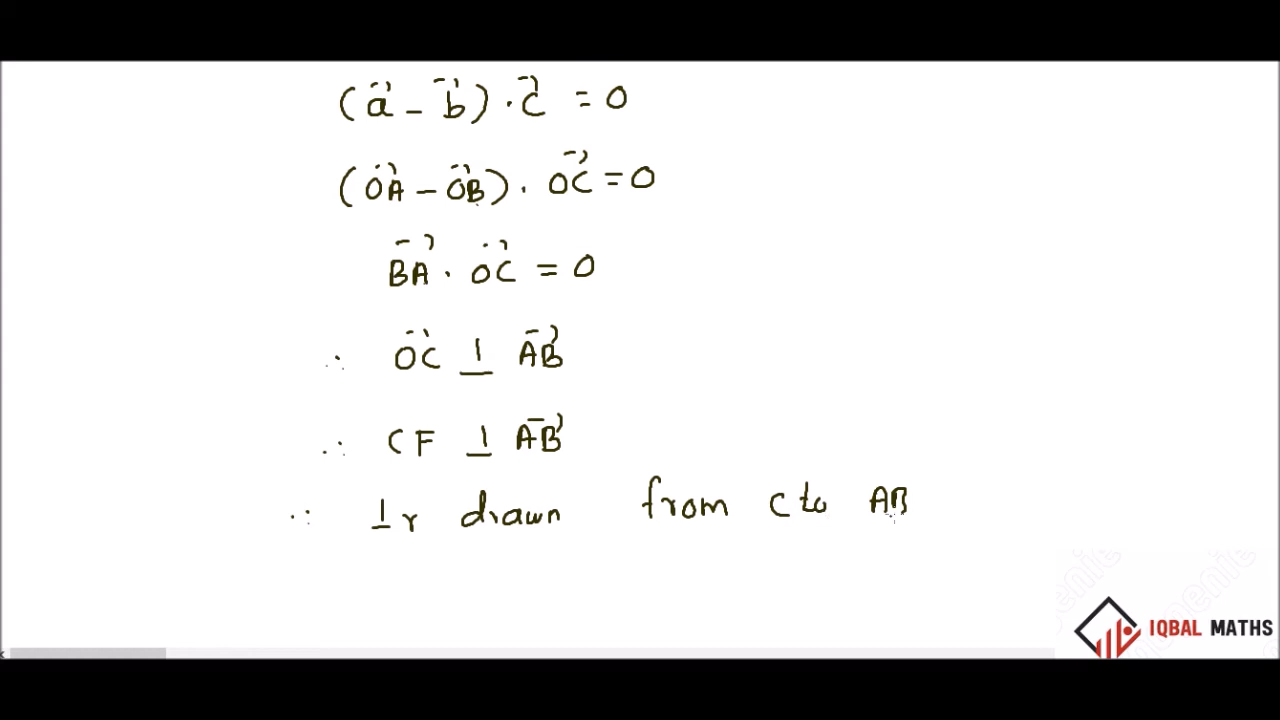 (a⃗ - b⃗) · c⃗ = 0
(OA⃗ - OB⃗) · OC⃗ = 0
BA⃗ · OC⃗ = 0
∴ OC⃗ ⊥ AB⃗
∴ CF ⊥ AB⃗
∴ ⊥r drawn from C to AB
IQBAL MATHS